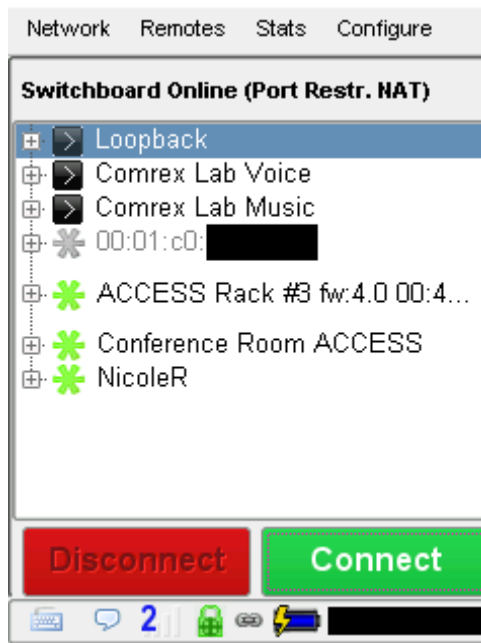 Network Remotes Stats Configure
Switchboard Online (Port Restr. NAT)
Loopback
Comrex Lab Voice
Comrex Lab Music
00:01:c0:
ACCESS Rack #3 fw:4.0 00:4...
Conference Room ACCESS
NicoleR
Disconnect Connect
2